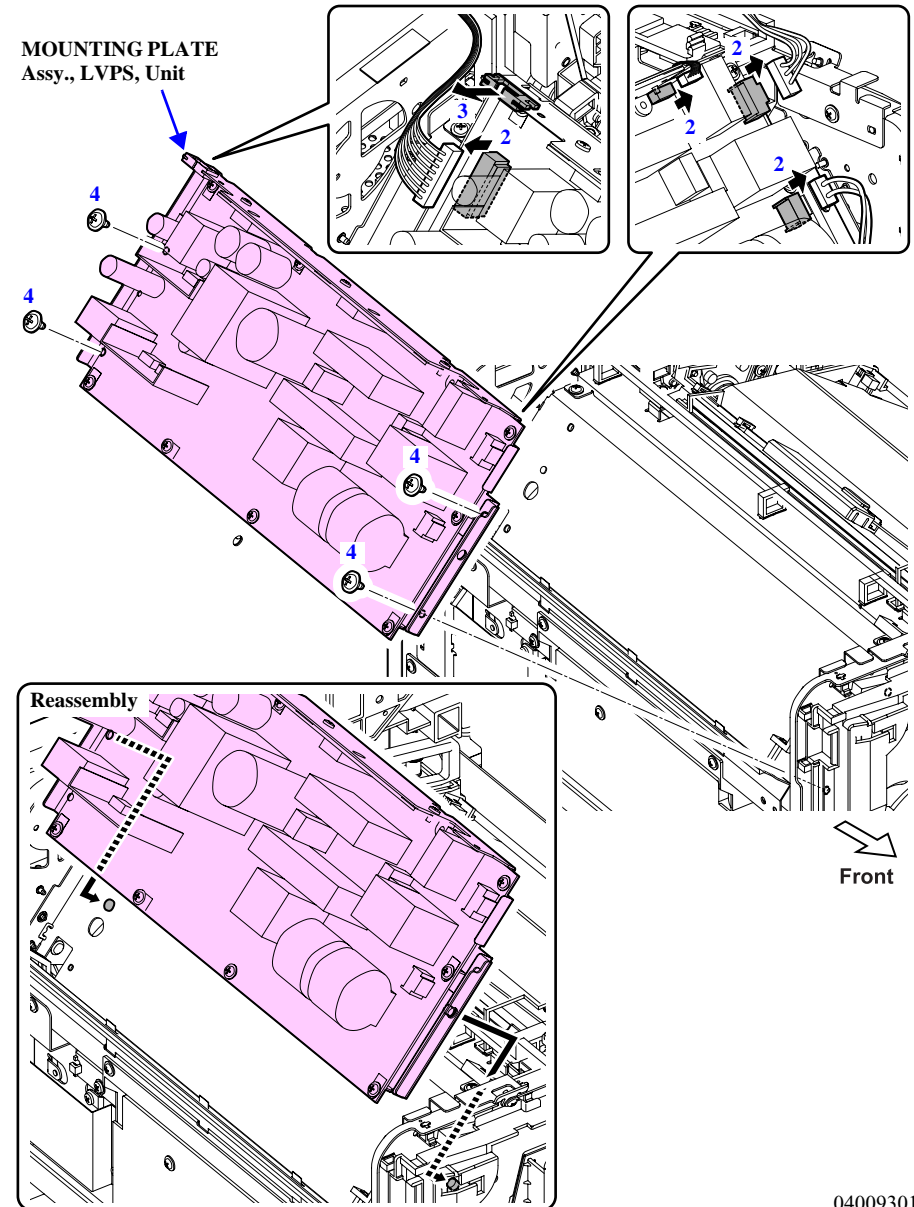 MOUNTING PLATE
Assy., LVPS, Unit
3
2
2
2
2
4
4
4
4
Reassembly
Front
04009301